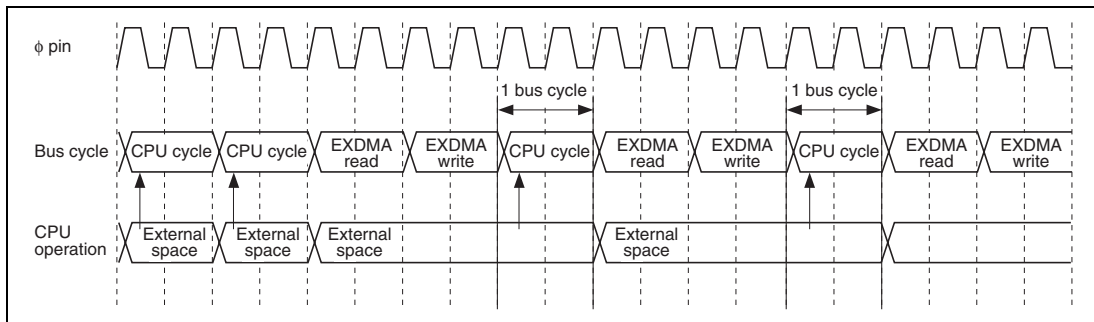 φ pin
1 bus cycle
1 bus cycle
Bus cycle
CPU cycle
CPU cycle
EXDMA
read
EXDMA
write
CPU cycle
EXDMA
read
EXDMA
write
CPU cycle
EXDMA
read
EXDMA
write
CPU
operation
External
space
External
space
External
space
External
space